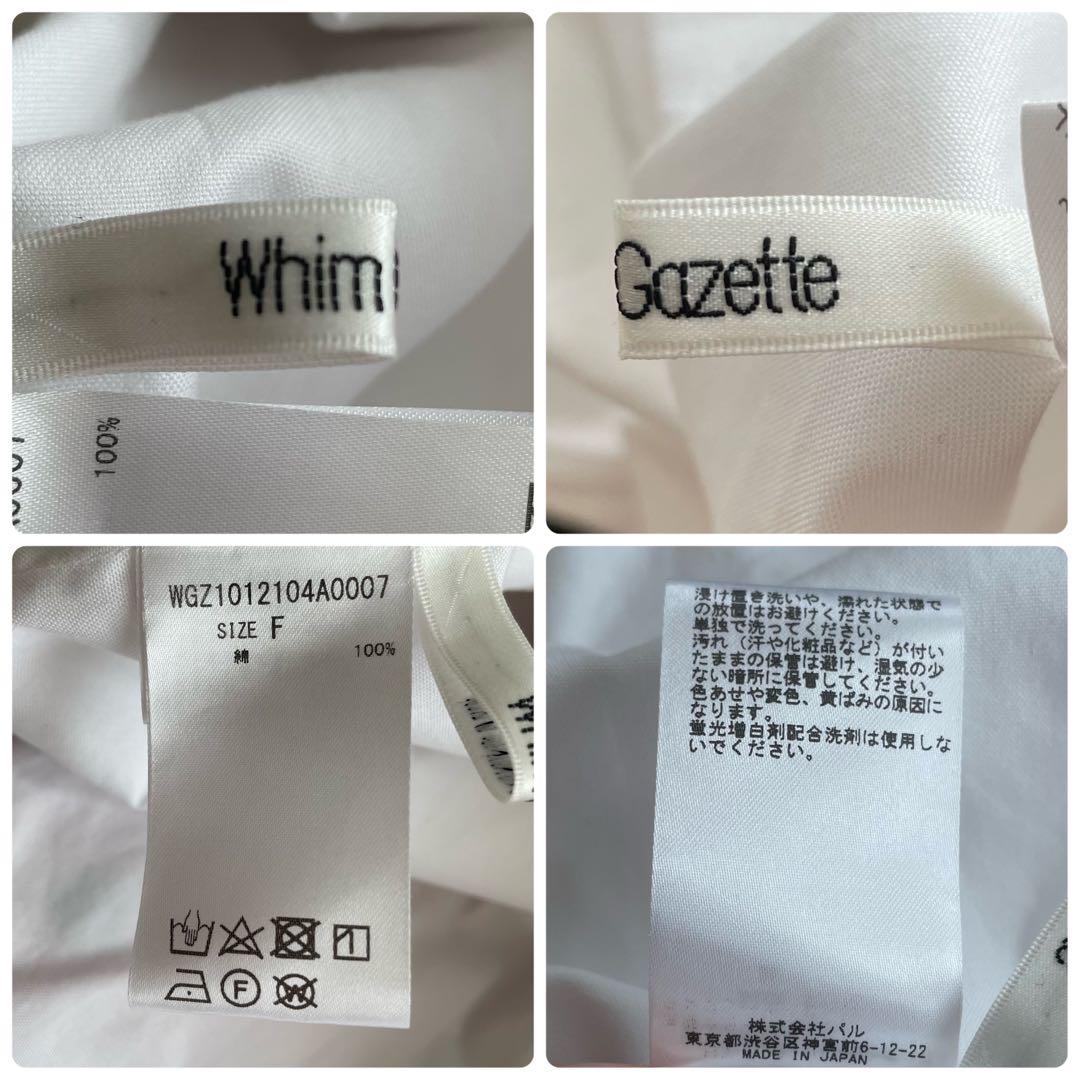 Whim
100%
Gazette
WGZ1012104A0007
SIZE F
綿 100%
浸け置き洗いや、濡れた状態で
の放置はお避けください。
単独で洗ってください。
汚れ（汗や化粧品など）が付い
たままの保管は避け、湿気の少
ない暗所に保管してください。
色あせや変色、黄ばみの原因に
なります。
蛍光増白剤配合洗剤は使用しな
いでください。
株式会社パル
東京都渋谷区神宮前6-12-22
MADE IN JAPAN